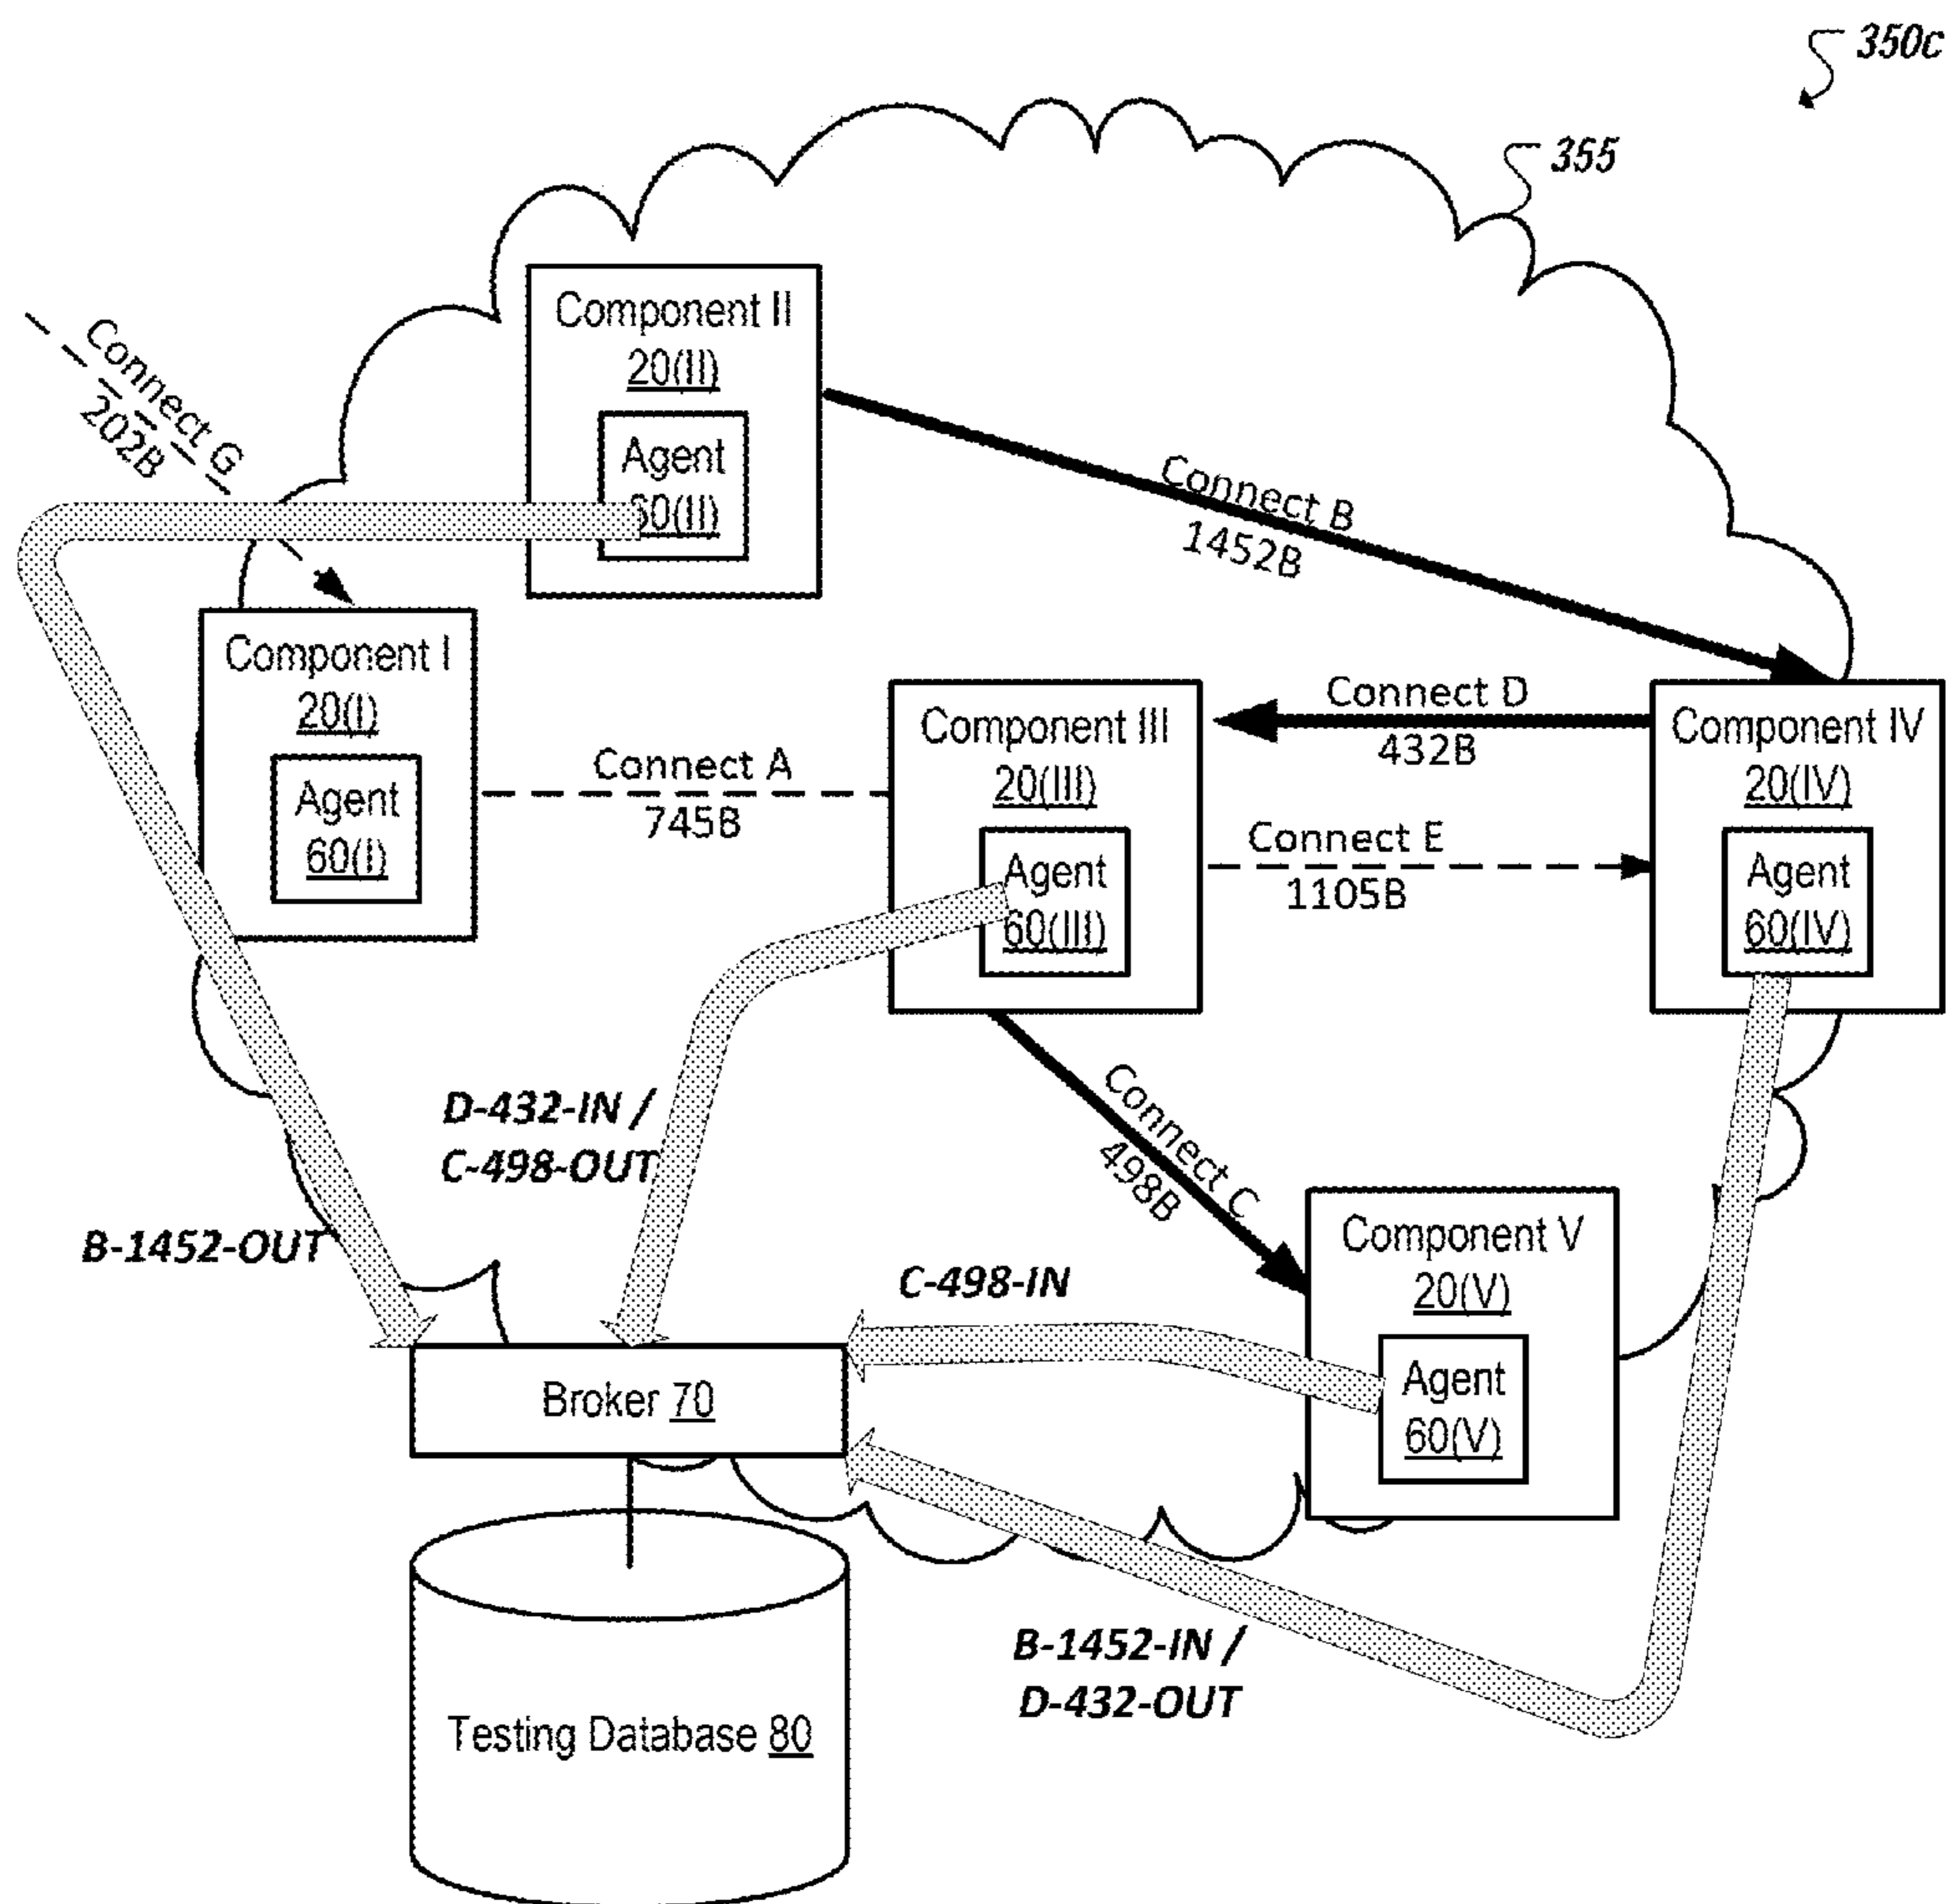 350c
355
Component II
20(II)
Agent
60(II)
Connect G
202B
Connect B
1452B
Component I
20(I)
Agent
60(I)
Connect A
745B
Component III
20(III)
Agent
60(III)
Connect D
432B
Connect E
1105B
Component IV
20(IV)
Agent
60(IV)
D-432-IN /
C-498-OUT
Connect C
498B
B-1452-OUT
C-498-IN
Component V
20(V)
Agent
60(V)
Broker 70
B-1452-IN /
D-432-OUT
Testing Database 80